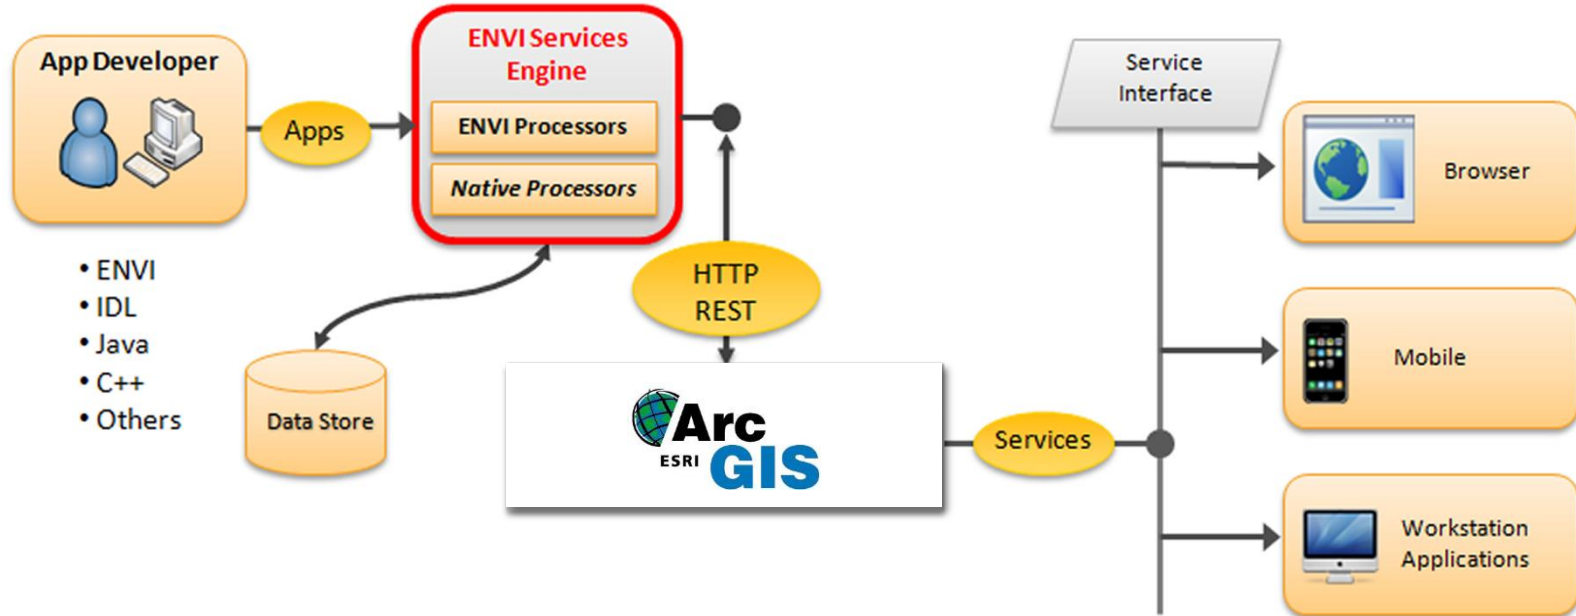 App Developer
Apps
ENVI Services
Engine
ENVI Processors
Native Processors
• ENVI
• IDL
• Java
• C++
• Others
Data Store
HTTP
REST
Arc
ESRI GIS
Services
Service
Interface
Browser
Mobile
Workstation
Applications